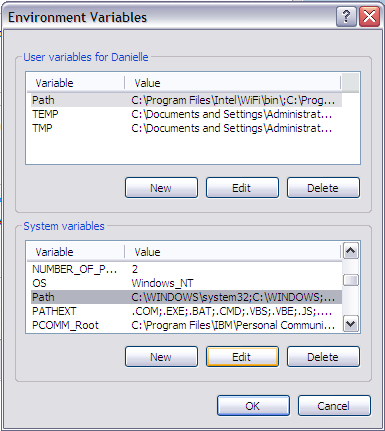 Environment Variables
User variables for Danielle
Variable Value
Path C:\Program Files\Intel\WiFi\bin\;C:\Prog...
TEMP C:\Documents and Settings\Administrat...
TMP C:\Documents and Settings\Administrat...
New Edit Delete
System variables
Variable Value
NUMBER_OF_P... 2
OS Windows_NT
Path C:\WINDOWS\system32;C:\WINDOWS;...
PATHEXT .COM;.EXE;.BAT;.CMD;.VBS;.VBE;.JS;....
PCOMM_Root C:\Program Files\IBM\Personal Communi...
New Edit Delete
OK Cancel